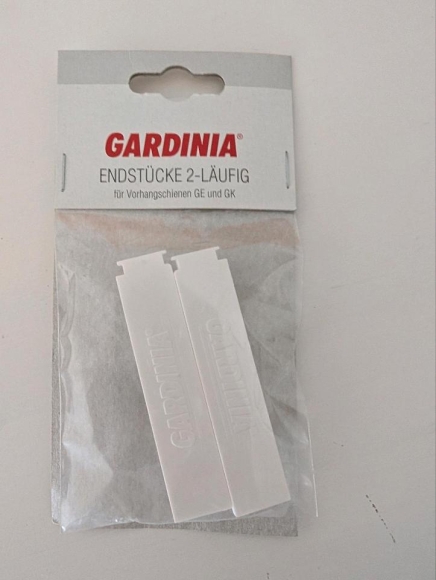 GARDINIA®
ENDSTÜCKE 2-LÄUFIG
für Vorhangschienen GE und GK
GARDINIA
GARDINIA